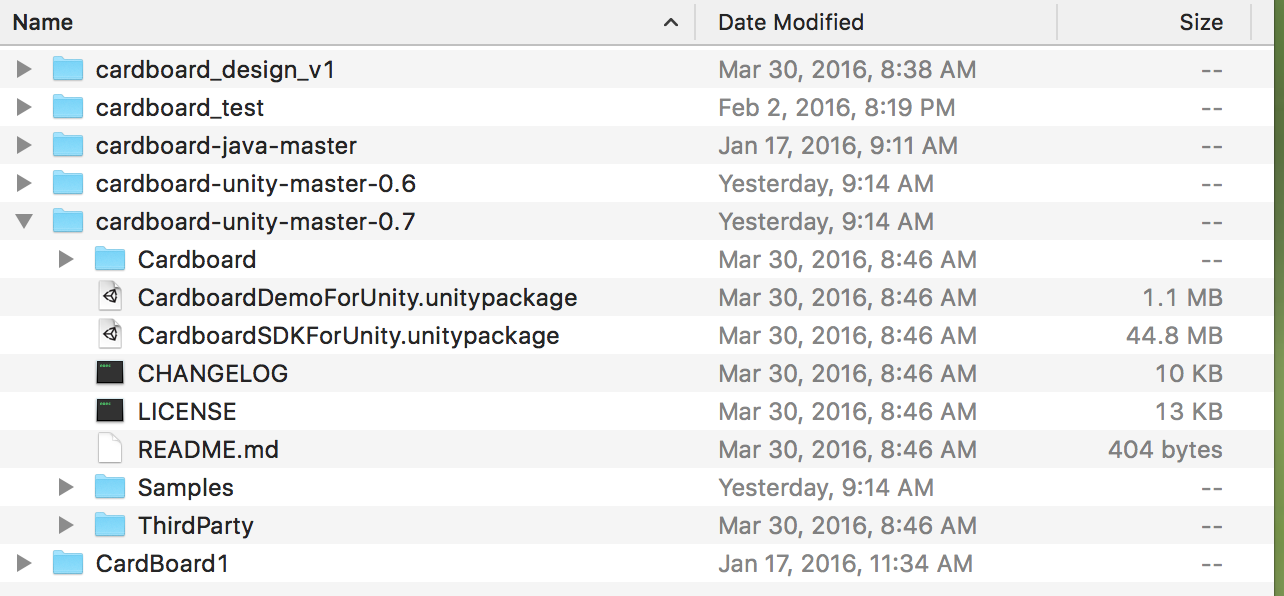 Name Date Modified Size
cardboard_design_v1 Mar 30, 2016, 8:38 AM --
cardboard_test Feb 2, 2016, 8:19 PM --
cardboard-java-master Jan 17, 2016, 9:11 AM --
cardboard-unity-master-0.6 Yesterday, 9:14 AM --
cardboard-unity-master-0.7 Yesterday, 9:14 AM --
Cardboard Mar 30, 2016, 8:46 AM --
CardboardDemoForUnity.unitypackage Mar 30, 2016, 8:46 AM 1.1 MB
CardboardSDKForUnity.unitypackage Mar 30, 2016, 8:46 AM 44.8 MB
CHANGELOG Mar 30, 2016, 8:46 AM 10 KB
LICENSE Mar 30, 2016, 8:46 AM 13 KB
README.md Mar 30, 2016, 8:46 AM 404 bytes
Samples Yesterday, 9:14 AM --
ThirdParty Mar 30, 2016, 8:46 AM --
CardBoard1 Jan 17, 2016, 11:34 AM --